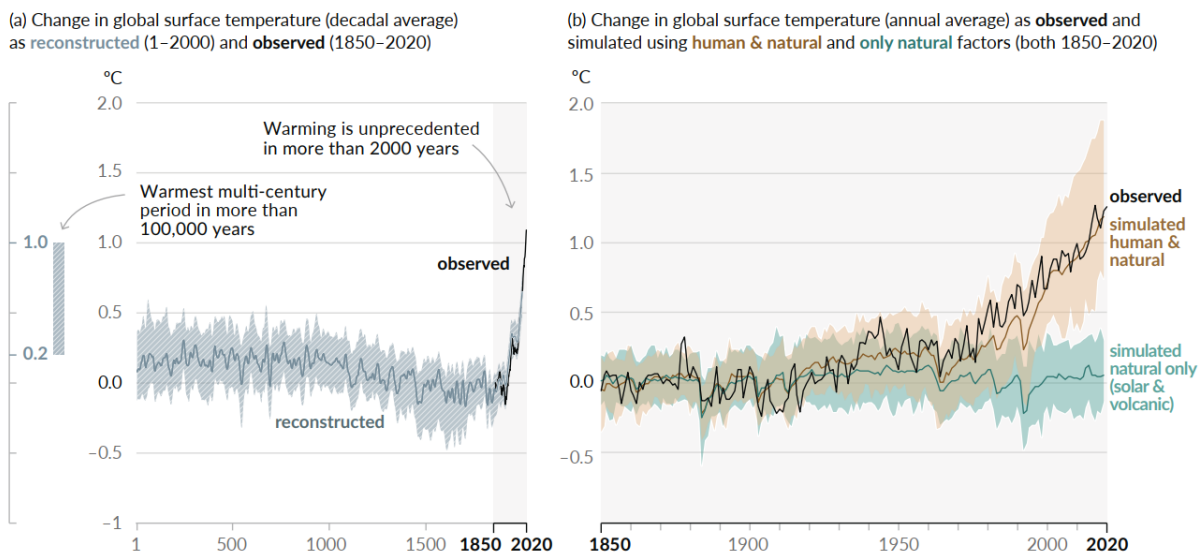 (a) Change in global surface temperature (decadal average)
as reconstructed (1–2000) and observed (1850–2020)
°C
2.0
1.5
1.0
0.5
0.0
−0.5
−1
Warming is unprecedented
in more than 2000 years
Warmest multi-century
period in more than
100,000 years
1.0
0.2
observed
reconstructed
1
500
1000
1500
1850
2020
(b) Change in global surface temperature (annual average) as observed and
simulated using human & natural and only natural factors (both 1850–2020)
°C
2.0
1.5
1.0
0.5
0.0
−0.5
observed
simulated
human &
natural
simulated
natural only
(solar &
volcanic)
1850
1900
1950
2000
2020